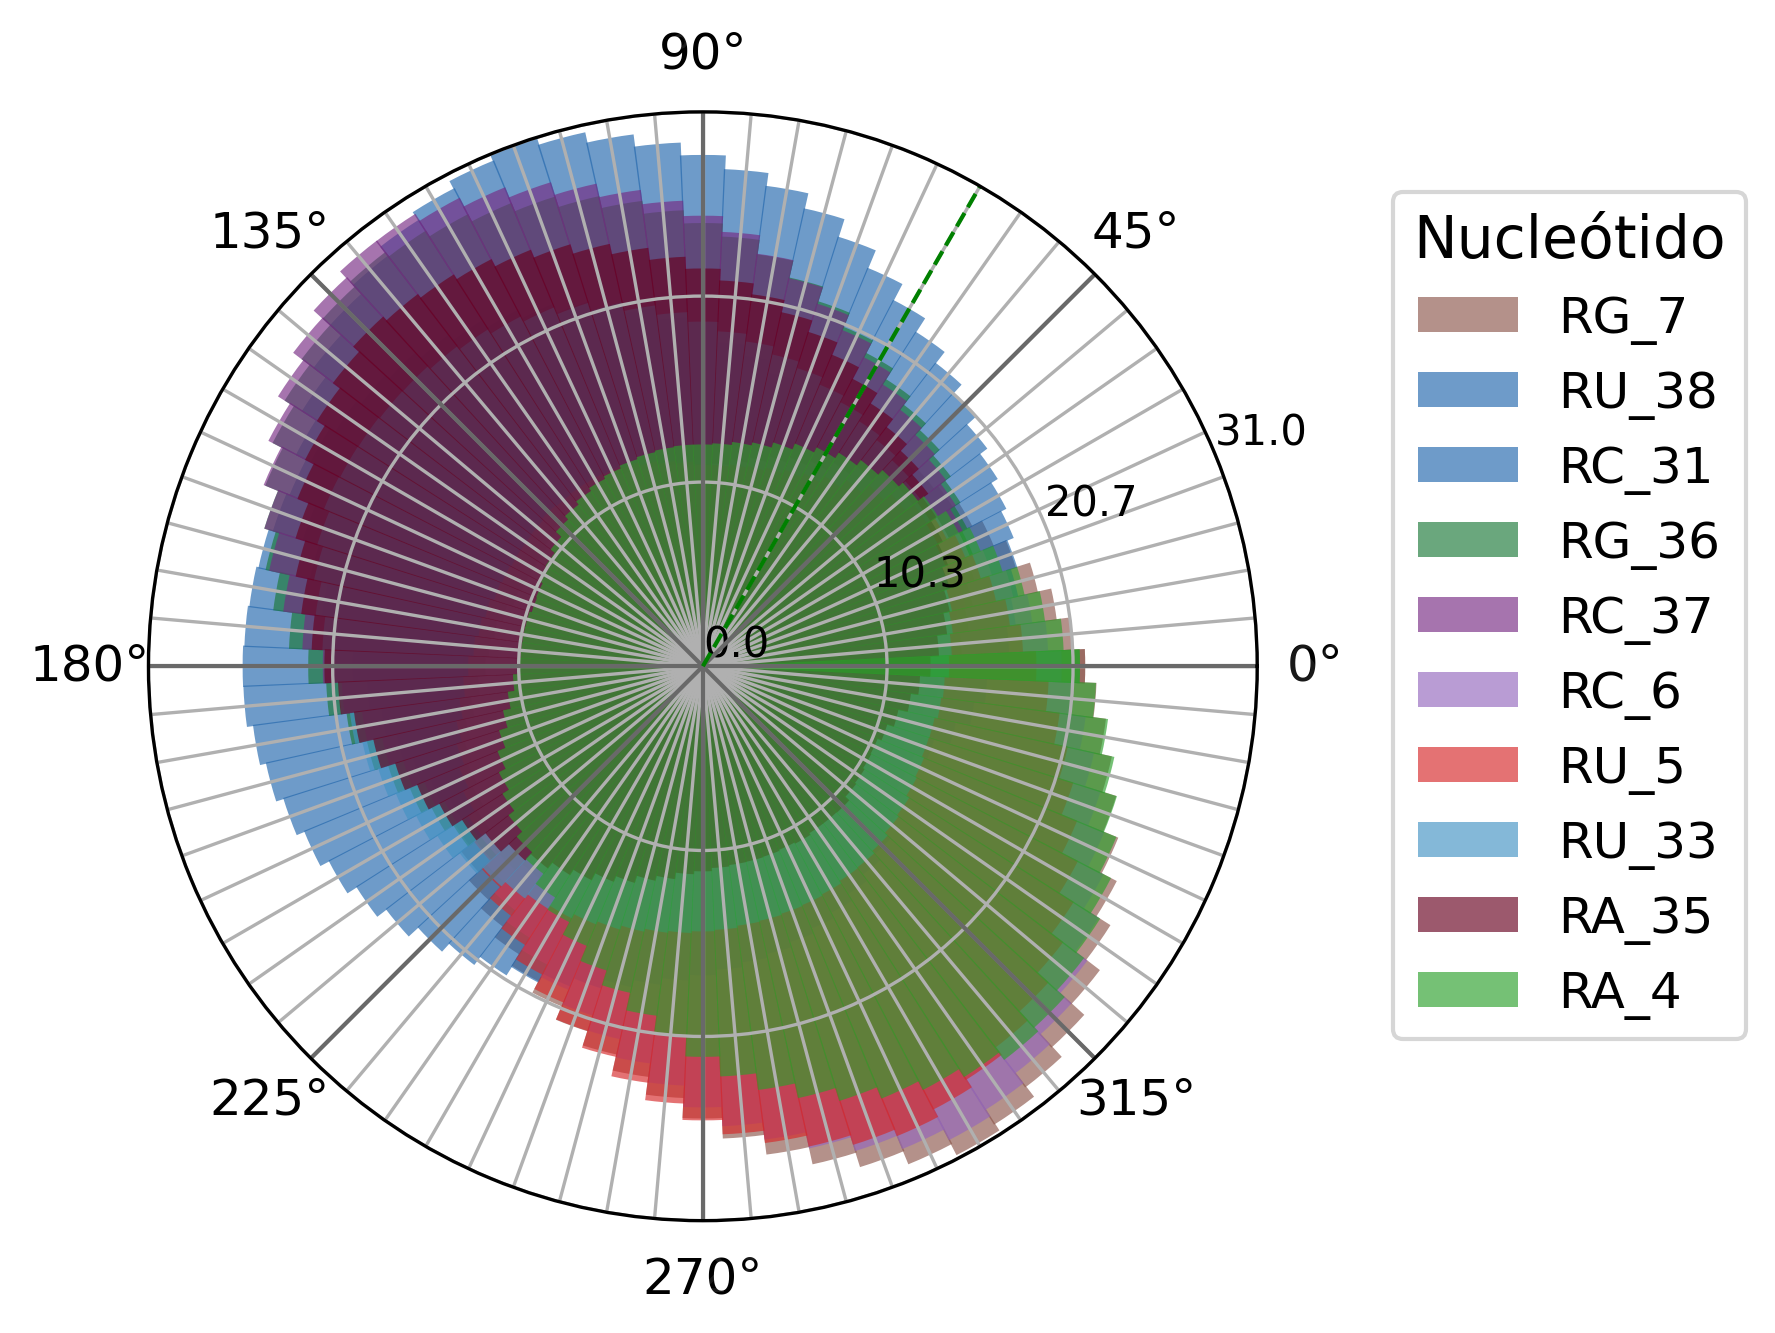 90°
135°
45°
180°
0°
225°
315°
270°
31.0
20.7
10.3
0.0
Nucleótido
RG_7
RU_38
RC_31
RG_36
RC_37
RC_6
RU_5
RU_33
RA_35
RA_4